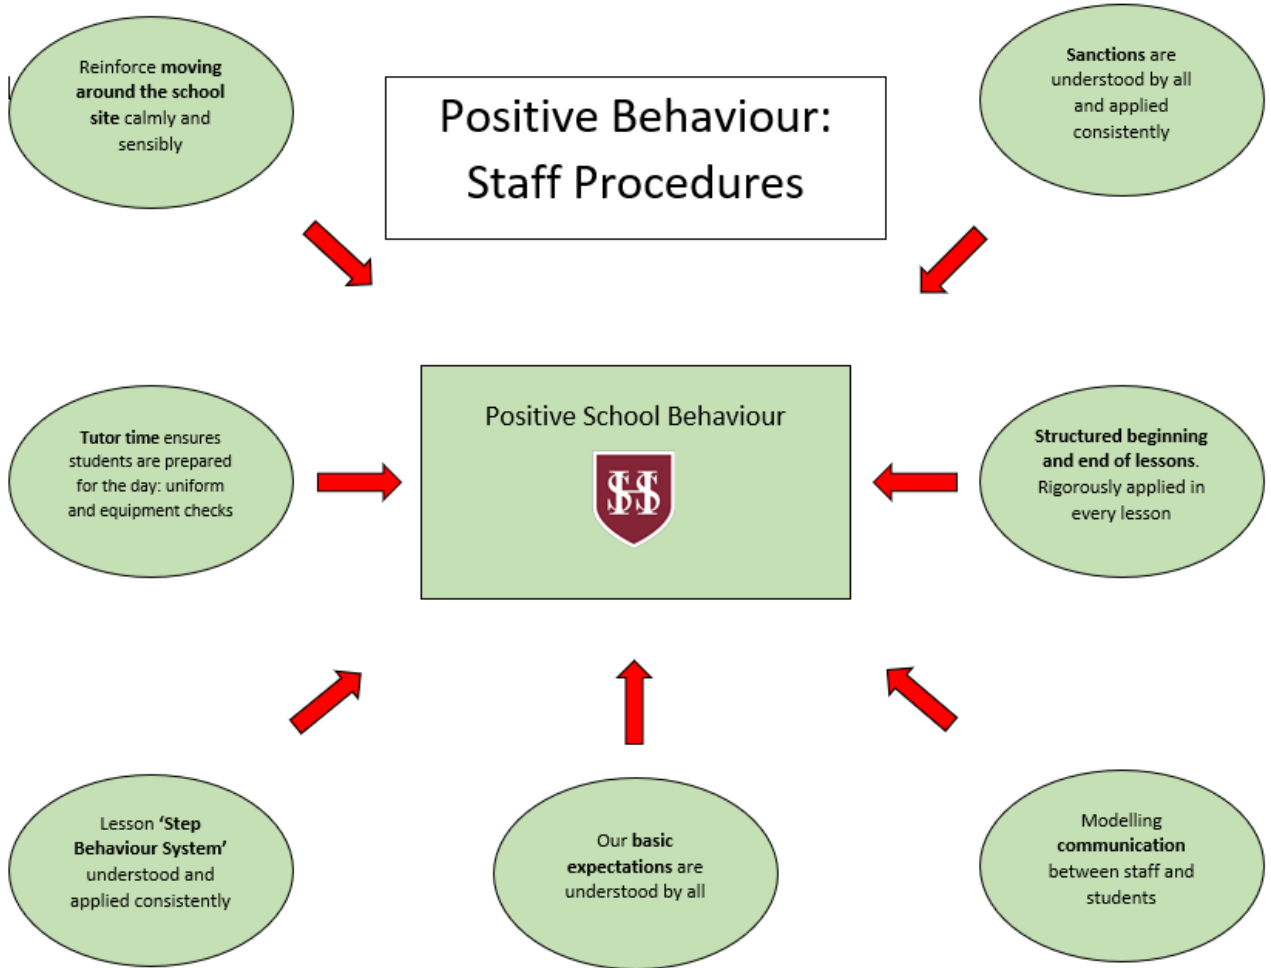 Reinforce moving
around the school
site calmly and
sensibly
Positive Behaviour:
Staff Procedures
Sanctions are
understood by all
and applied
consistently
Tutor time ensures
students are prepared
for the day: uniform
and equipment checks
Positive School Behaviour
Structured beginning
and end of lessons.
Rigorously applied in
every lesson
Lesson ‘Step
Behaviour System’
understood and
applied consistently
Our basic
expectations are
understood by all
Modelling
communication
between staff and
students